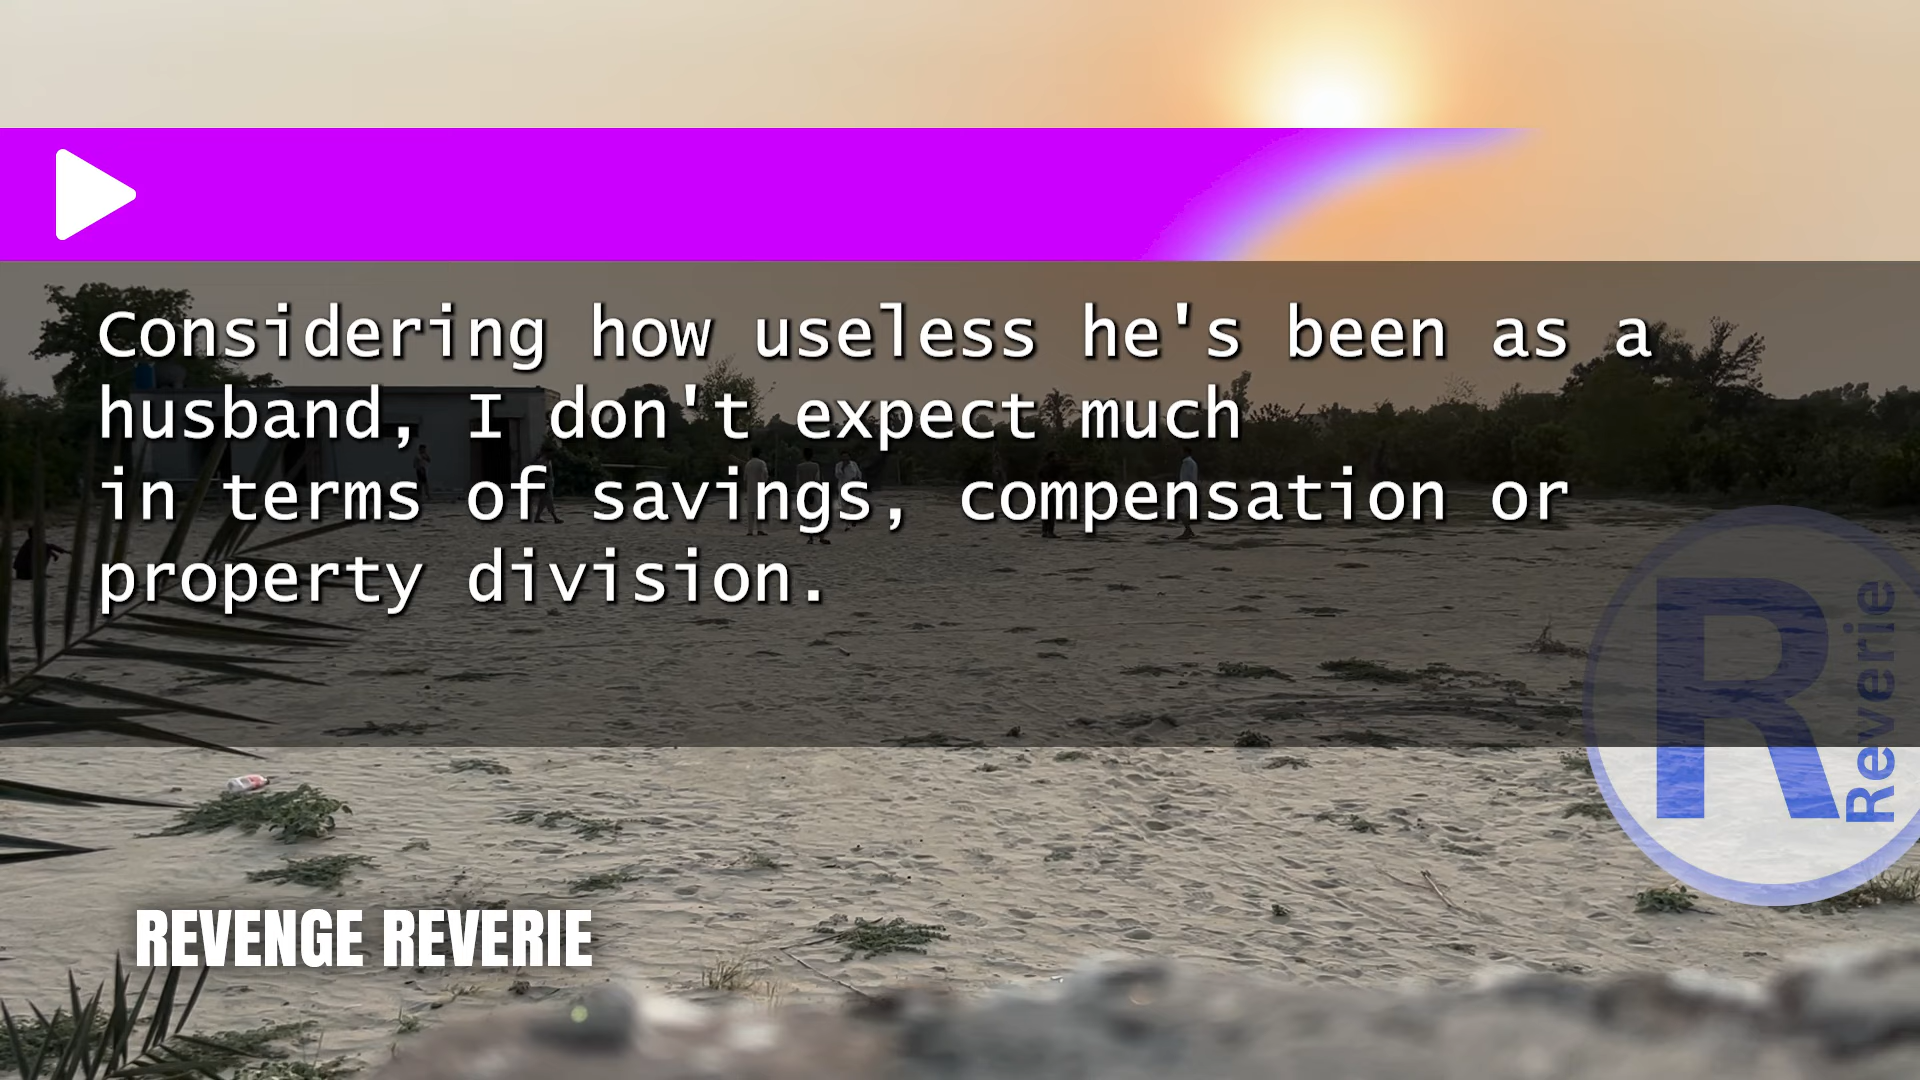 Considering how useless he's been as a
husband, I don't expect much
in terms of savings, compensation or
property division.
R
Reverie
REVENGE REVERIE